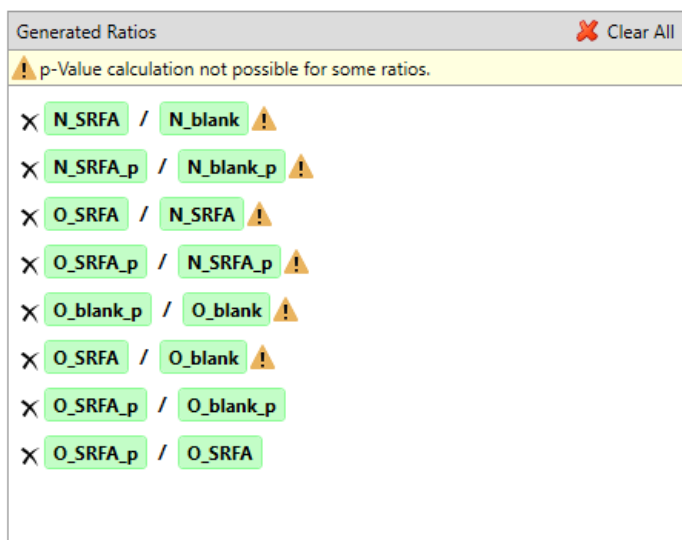 Generated Ratios Clear All
p-Value calculation not possible for some ratios.
N_SRFA / N_blank
N_SRFA_p / N_blank_p
O_SRFA / N_SRFA
O_SRFA_p / N_SRFA_p
O_blank_p / O_blank
O_SRFA / O_blank
O_SRFA_p / O_blank_p
O_SRFA_p / O_SRFA